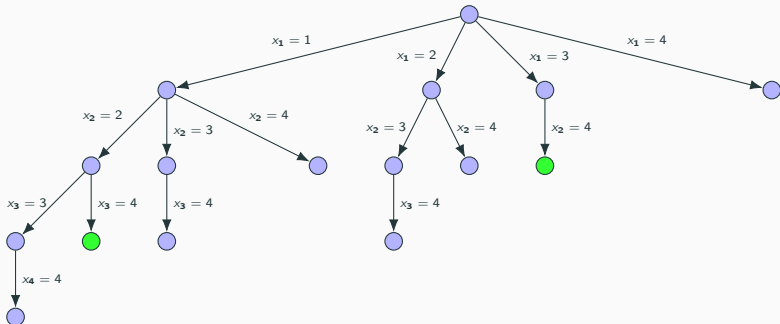 x₁ = 1
x₁ = 2
x₁ = 3
x₁ = 4
x₂ = 2
x₂ = 3
x₂ = 4
x₂ = 3
x₂ = 4
x₂ = 4
x₃ = 3
x₃ = 4
x₃ = 4
x₃ = 4
x₄ = 4